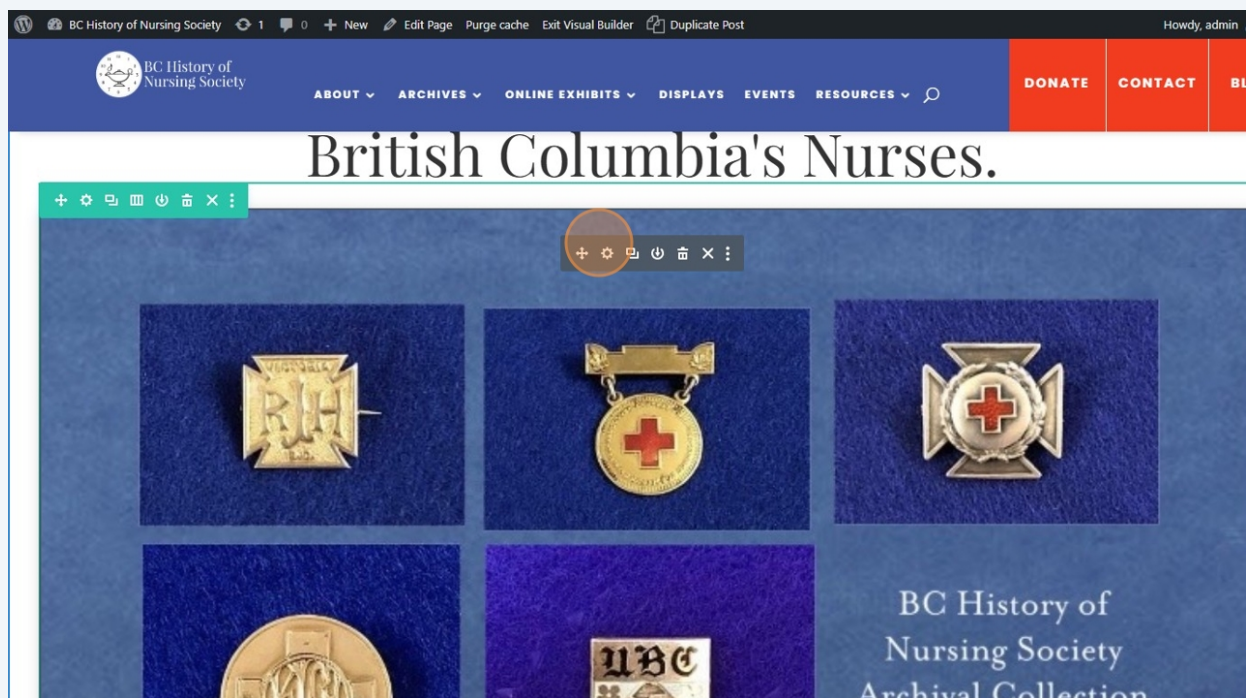 BC History of Nursing Society 1 0 New Edit Page Purge cache Exit Visual Builder Duplicate Post Howdy, admin
BC History of
Nursing Society
ABOUT ARCHIVES ONLINE EXHIBITS DISPLAYS EVENTS RESOURCES DONATE CONTACT BL
British Columbia's Nurses.
VICTORIA
RJH
UBC
BC History of
Nursing Society
Archival Collection